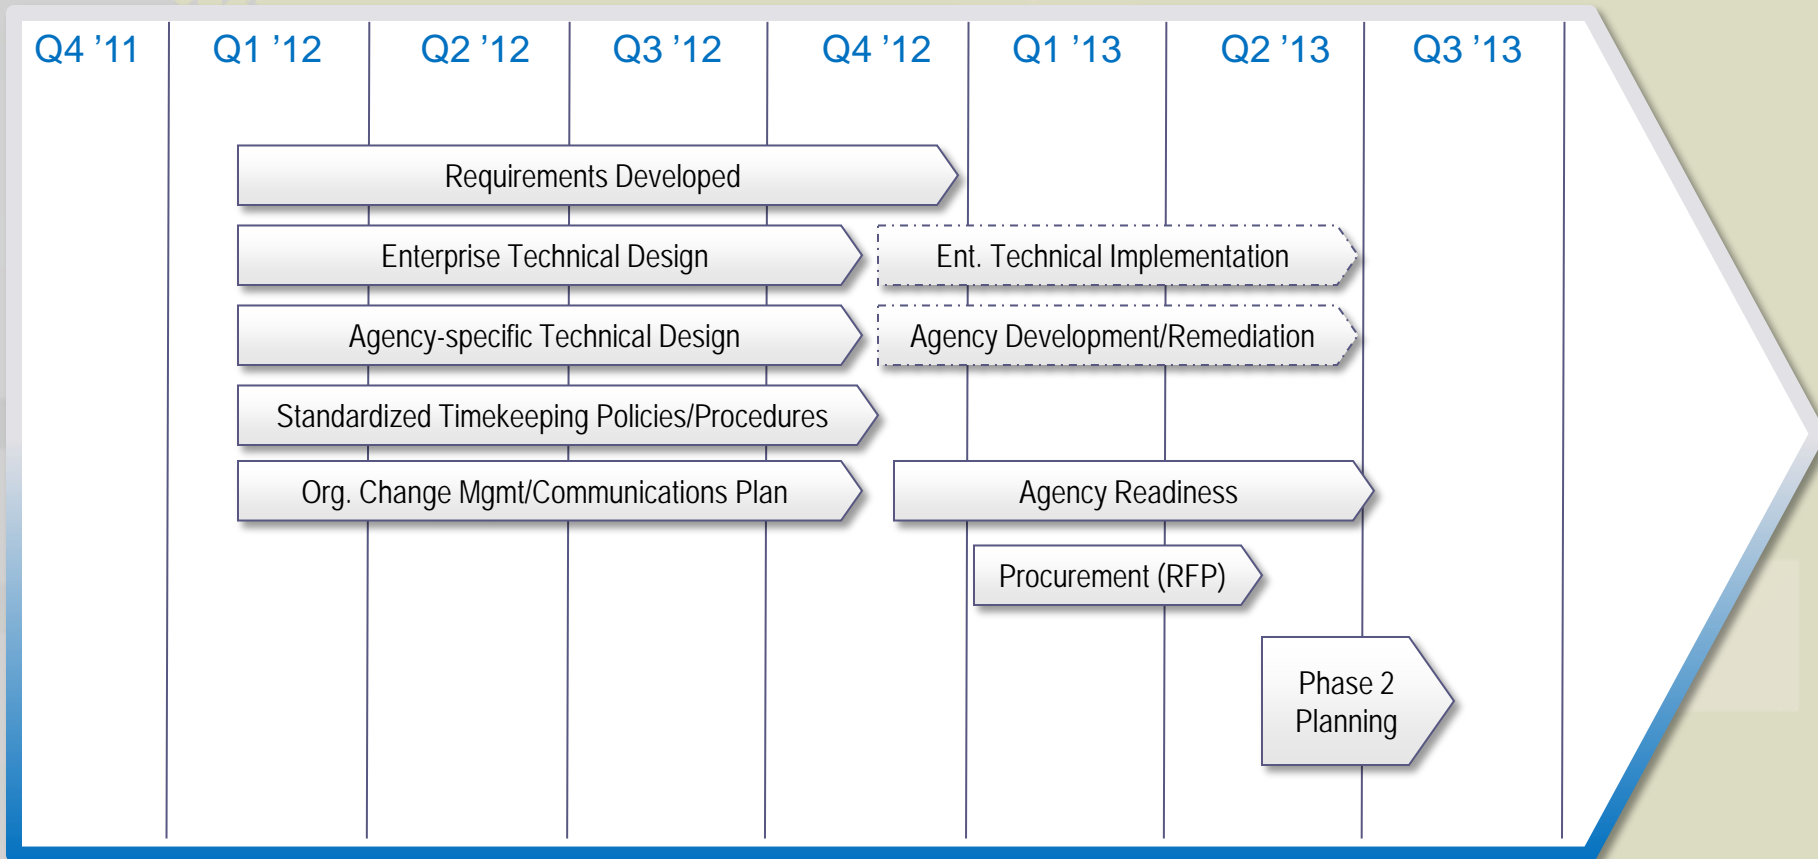 Q4 ’11 Q1 ’12 Q2 ’12 Q3 ’12 Q4 ’12 Q1 ’13 Q2 ’13 Q3 ’13
Requirements Developed
Enterprise Technical Design Ent. Technical Implementation
Agency-specific Technical Design Agency Development/Remediation
Standardized Timekeeping Policies/Procedures
Org. Change Mgmt/Communications Plan Agency Readiness
Procurement (RFP)
Phase 2
Planning